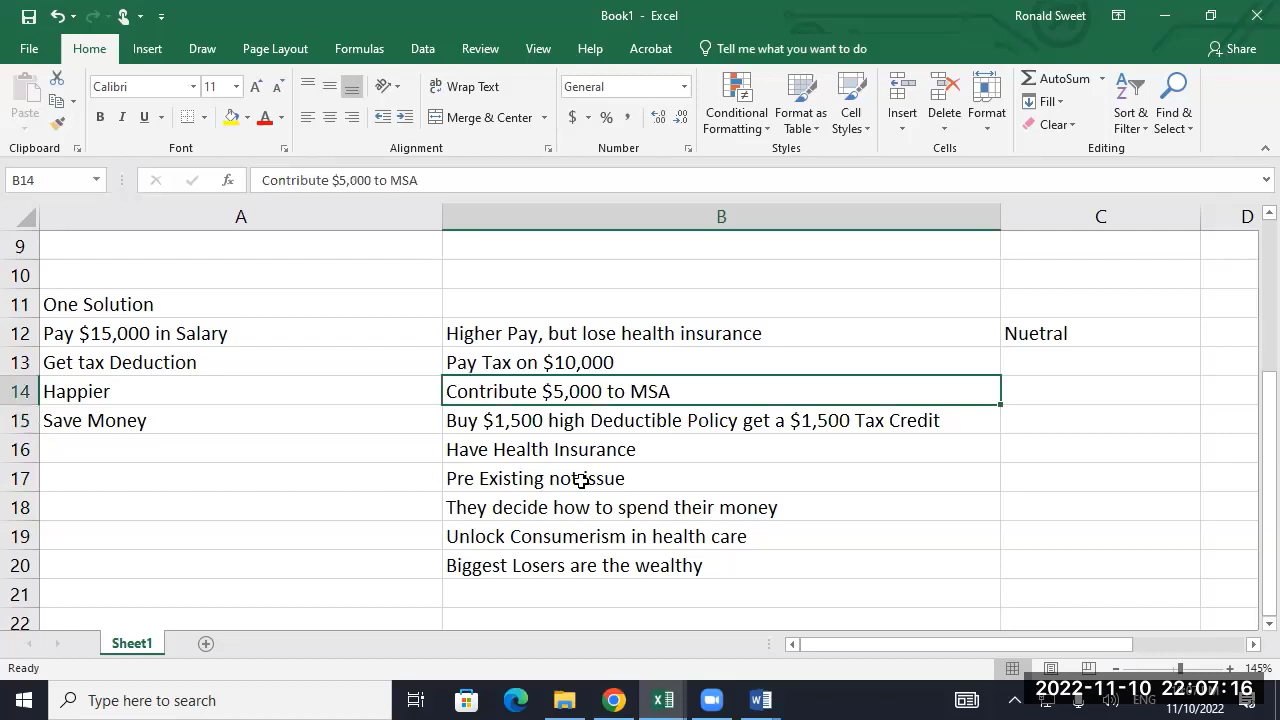 Book1 - Excel
Ronald Sweet
File Home Insert Draw Page Layout Formulas Data Review View Help Acrobat Tell me what you want to do Share
Paste
Clipboard
Calibri 11
B I U
Font
Wrap Text
Merge & Center
Alignment
General
$ % ,
Number
Conditional Formatting
Format as Table
Cell Styles
Styles
Insert Delete Format
Cells
AutoSum
Fill
Clear
Sort & Filter
Find & Select
Editing
B14 fx Contribute $5,000 to MSA
A B C D
9
10
11 One Solution
12 Pay $15,000 in Salary Higher Pay, but lose health insurance Nuetral
13 Get tax Deduction Pay Tax on $10,000
14 Happier Contribute $5,000 to MSA
15 Save Money Buy $1,500 high Deductible Policy get a $1,500 Tax Credit
16 Have Health Insurance
17 Pre Existing not issue
18 They decide how to spend their money
19 Unlock Consumerism in health care
20 Biggest Losers are the wealthy
21
22
Sheet1
Ready 145%
Type here to search
2022-11-10 22:07:16
ENG
11/10/2022